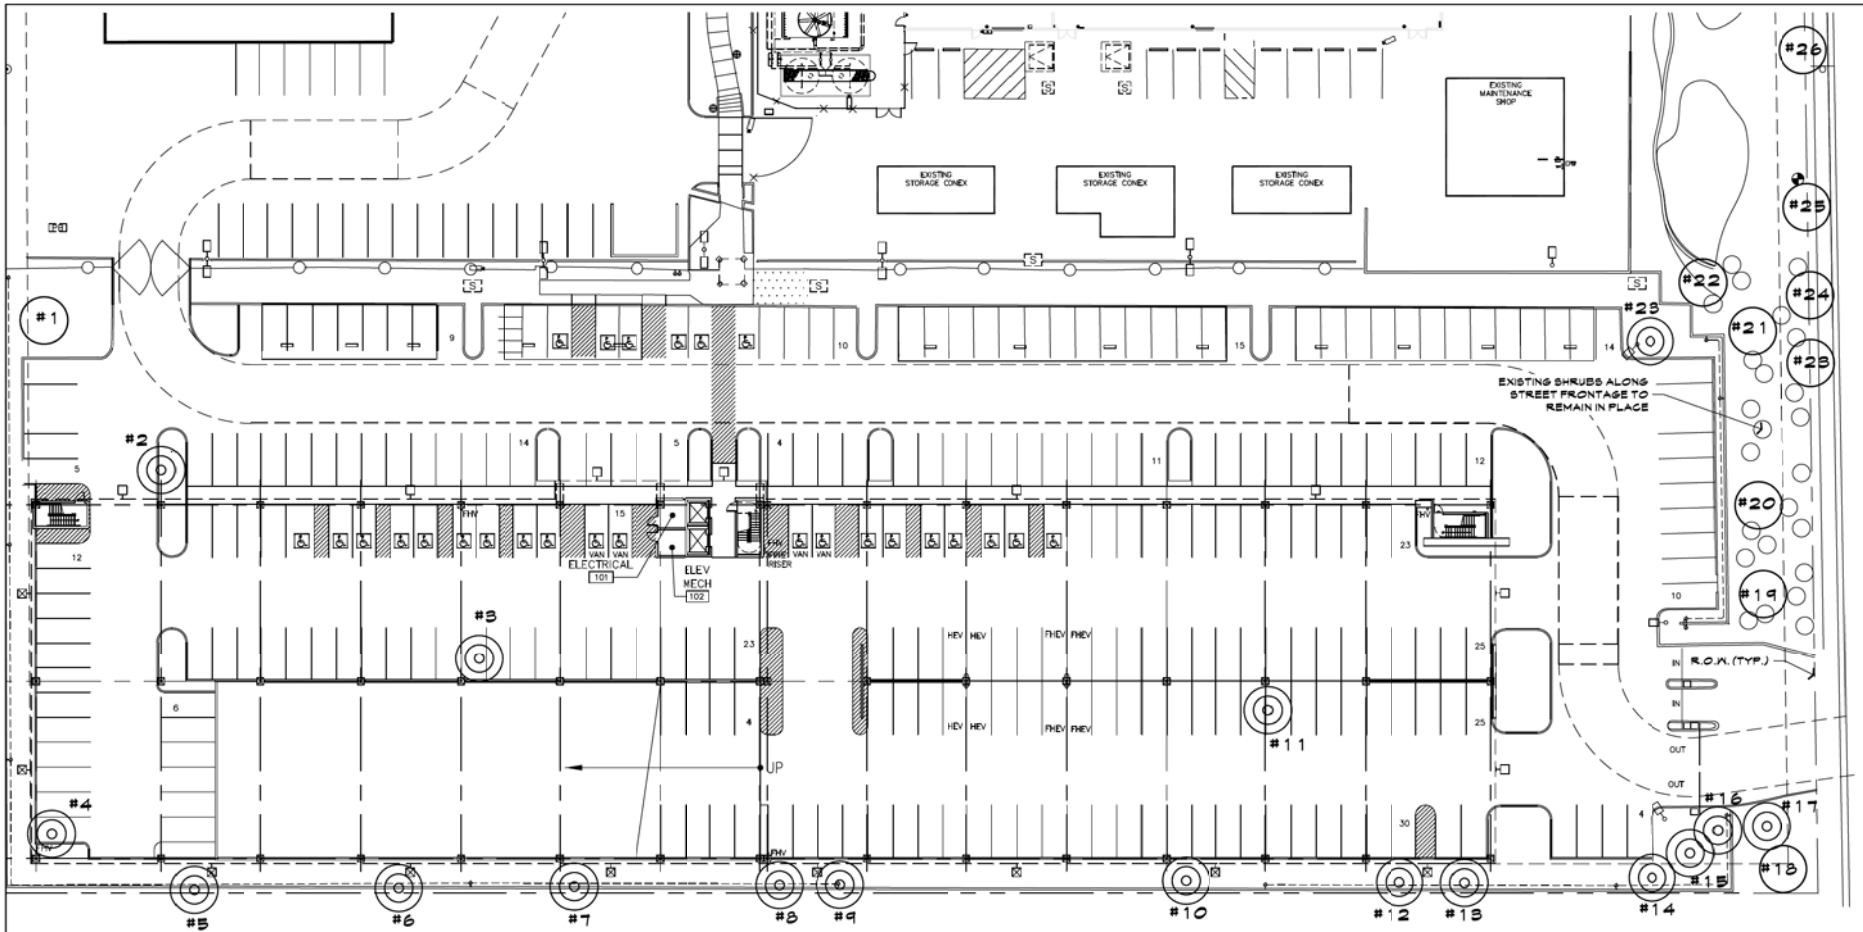 #26
EXISTING
MAINTENANCE
SHOP
EXISTING
STORAGE CONEX
EXISTING
STORAGE CONEX
EXISTING
STORAGE CONEX
#25
S
S
S
S
S
S
#22
#24
#23
#1
#21
9
10
15
14
#23
EXISTING SHRUBS ALONG
STREET FRONTAGE TO
REMAIN IN PLACE
#2
14
5
4
11
12
5
#20
FHV
15
FHV
FHV
23
12
VAN
VAN
VAN
VAN
RISER
ELECTRICAL
101
ELEV
MECH
102
#19
10
#3
23
HEV
HEV
FHEV
FHEV
25
IN
R.O.W. (TYP.)
6
4
HEV
HEV
FHEV
FHEV
25
IN
#11
OUT
UP
OUT
#4
#16
#17
30
4
FHV
#15
#18
#5
#6
#7
#8
#9
#10
#12
#13
#14